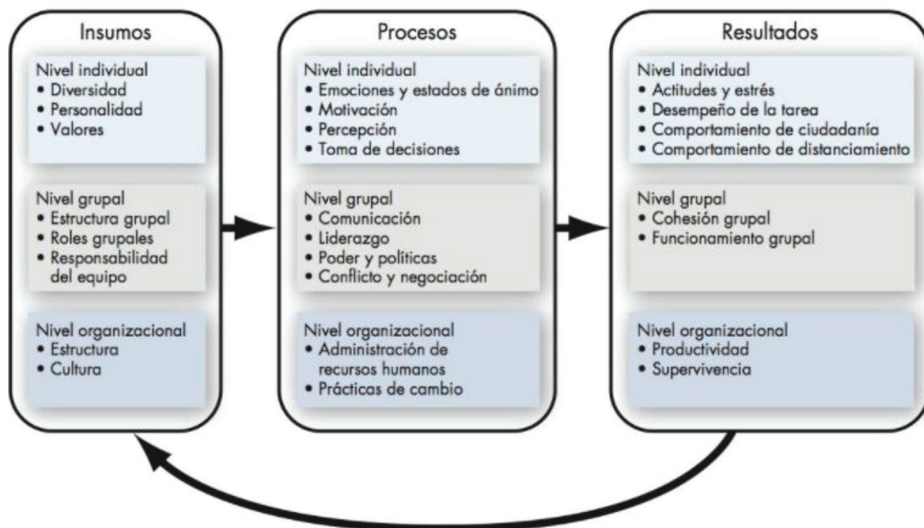 Insumos
Nivel individual
• Diversidad
• Personalidad
• Valores
Nivel grupal
• Estructura grupal
• Roles grupales
• Responsabilidad
del equipo
Nivel organizacional
• Estructura
• Cultura
Procesos
Nivel individual
• Emociones y estados de ánimo
• Motivación
• Percepción
• Toma de decisiones
Nivel grupal
• Comunicación
• Liderazgo
• Poder y políticas
• Conflicto y negociación
Nivel organizacional
• Administración de
recursos humanos
• Prácticas de cambio
Resultados
Nivel individual
• Actitudes y estrés
• Desempeño de la tarea
• Comportamiento de ciudadanía
• Comportamiento de distanciamiento
Nivel grupal
• Cohesión grupal
• Funcionamiento grupal
Nivel organizacional
• Productividad
• Supervivencia